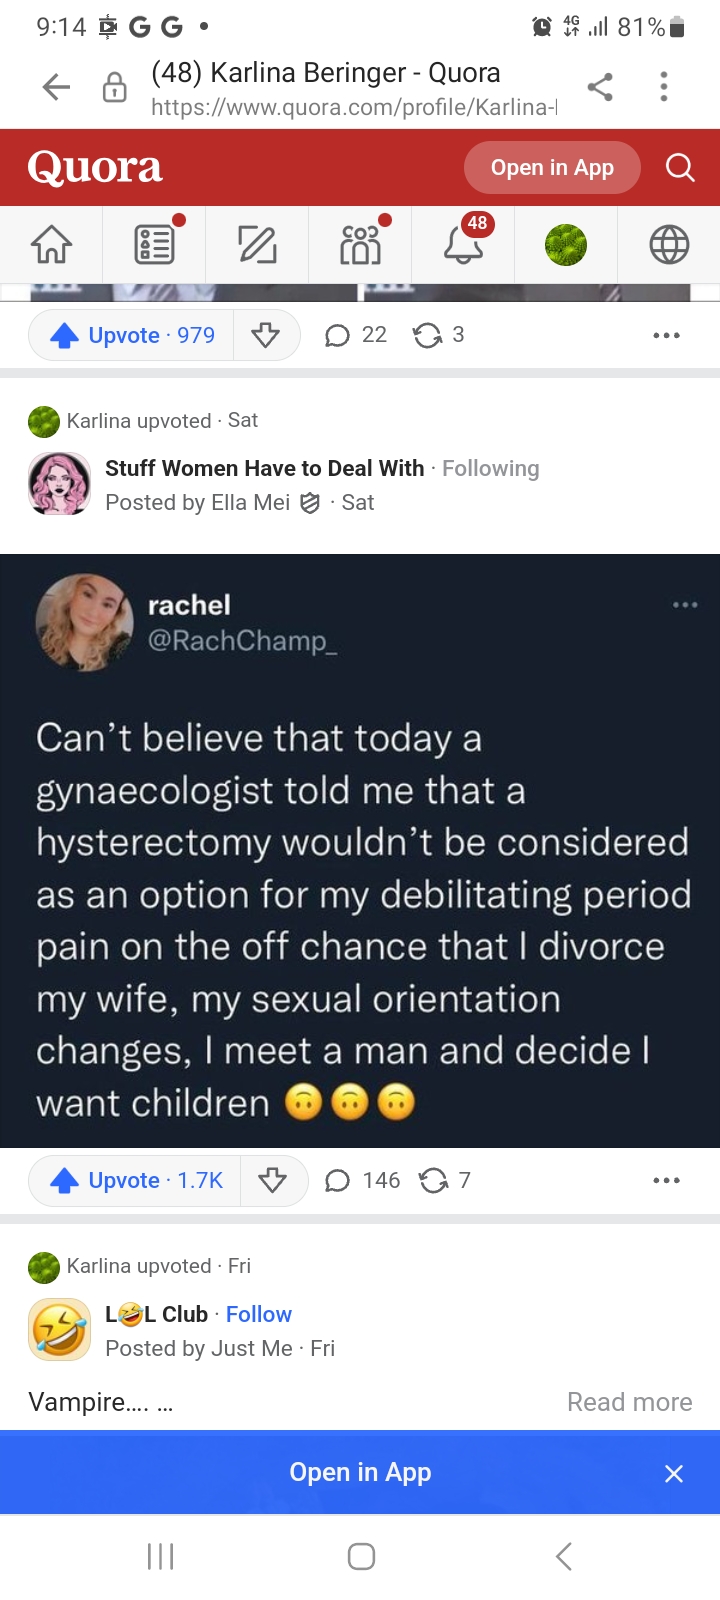 9:14 G G • 4G 81%
(48) Karlina Beringer - Quora
https://www.quora.com/profile/Karlina-
Quora Open in App
48
Upvote · 979 22 3
Karlina upvoted · Sat
Stuff Women Have to Deal With · Following
Posted by Ella Mei · Sat
rachel
@RachChamp_
Can’t believe that today a
gynaecologist told me that a
hysterectomy wouldn’t be considered
as an option for my debilitating period
pain on the off chance that I divorce
my wife, my sexual orientation
changes, I meet a man and decide I
want children 🙃🙃🙃
Upvote · 1.7K 146 7
Karlina upvoted · Fri
L🤣L Club · Follow
Posted by Just Me · Fri
Vampire.... ... Read more
Open in App